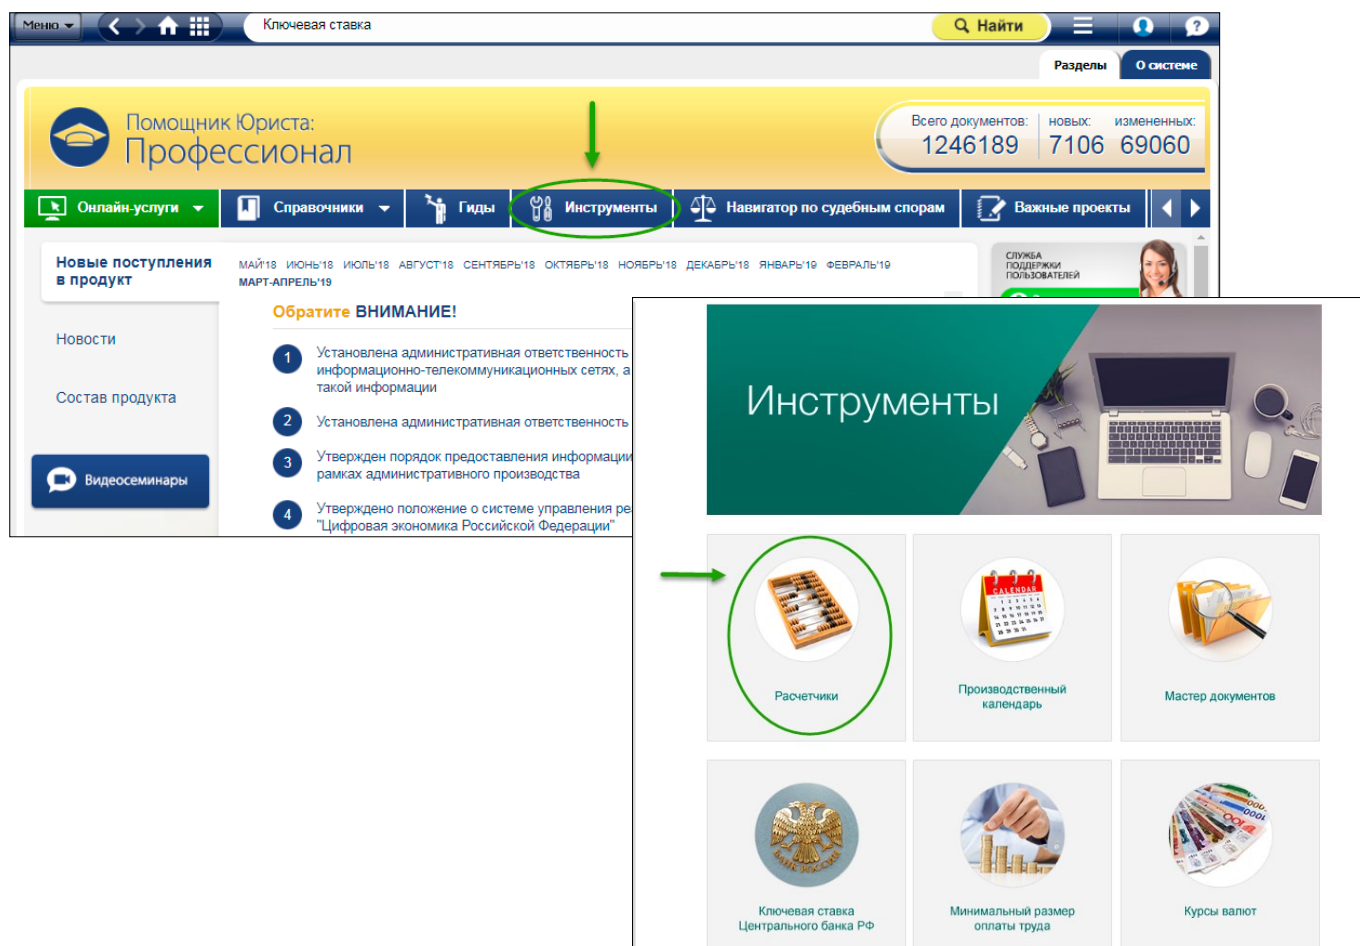 Меню
Ключевая ставка
Найти
?
Разделы
О системе
Помощник Юриста:
Профессионал
Всего документов:
новых:
измененных:
1246189
7106
69060
Онлайн-услуги
Справочники
Гиды
Инструменты
Навигатор по судебным спорам
Важные проекты
Новые поступления
в продукт
Новости
Состав продукта
Видеосеминары
МАЙ'18 ИЮНЬ'18 ИЮЛЬ'18 АВГУСТ'18 СЕНТЯБРЬ'18 ОКТЯБРЬ'18 НОЯБРЬ'18 ДЕКАБРЬ'18 ЯНВАРЬ'19 ФЕВРАЛЬ'19
МАРТ-АПРЕЛЬ'19
Обратите ВНИМАНИЕ!
1
Установлена административная ответственность
информационно-телекоммуникационных сетях, а
такой информации
2
Установлена административная ответственность
3
Утвержден порядок предоставления информации
рамках административного производства
4
Утверждено положение о системе управления ре
"Цифровая экономика Российской Федерации"
СЛУЖБА
ПОДДЕРЖКИ
ПОЛЬЗОВАТЕЛЕЙ
Инструменты
Расчетчики
CALENDAR
Производственный
календарь
Мастер документов
БАНК РОССИИ
Ключевая ставка
Центрального банка РФ
Минимальный размер
оплаты труда
Курсы валют